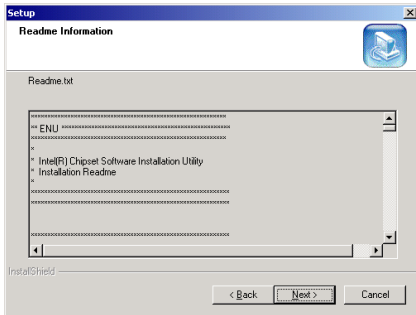 Setup
Readme Information
Readme.txt
** ENU
* Intel(R) Chipset Software Installation Utility
* Installation Readme
*
InstallShield
< Back
Next >
Cancel